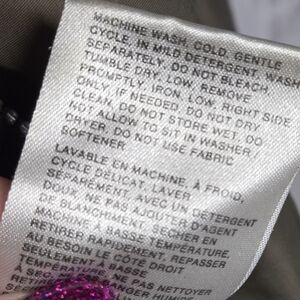 MACHINE WASH, COLD, GENTLE
CYCLE, IN MILD DETERGENT. WASH
SEPARATELY. DO NOT BLEACH,
TUMBLE DRY, LOW, REMOVE
PROMPTLY, IRON, LOW, RIGHT SIDE
ONLY, IF NEEDED. DO NOT DRY
CLEAN, DO NOT STORE WET, DO
NOT ALLOW TO SIT IN WASHER /
DRYER. DO NOT USE FABRIC
SOFTENER.
LAVABLE EN MACHINE, À FROID,
CYCLE DÉLICAT, LAVER
SÉPARÉMENT, AVEC UN DÉTERGENT
DOUX, NE PAS AJOUTER D'AGENT
DE BLANCHIMENT, SÉCHER EN
MACHINE, À BASSE TEMPÉRATURE,
RETIRER RAPIDEMENT, REPASSER
AU BESOIN LE CÔTÉ DROIT
SEULEMENT, À BASSE
TEMPÉRATURE, NE PAS NETTOYER
À SEC
HUMIDE